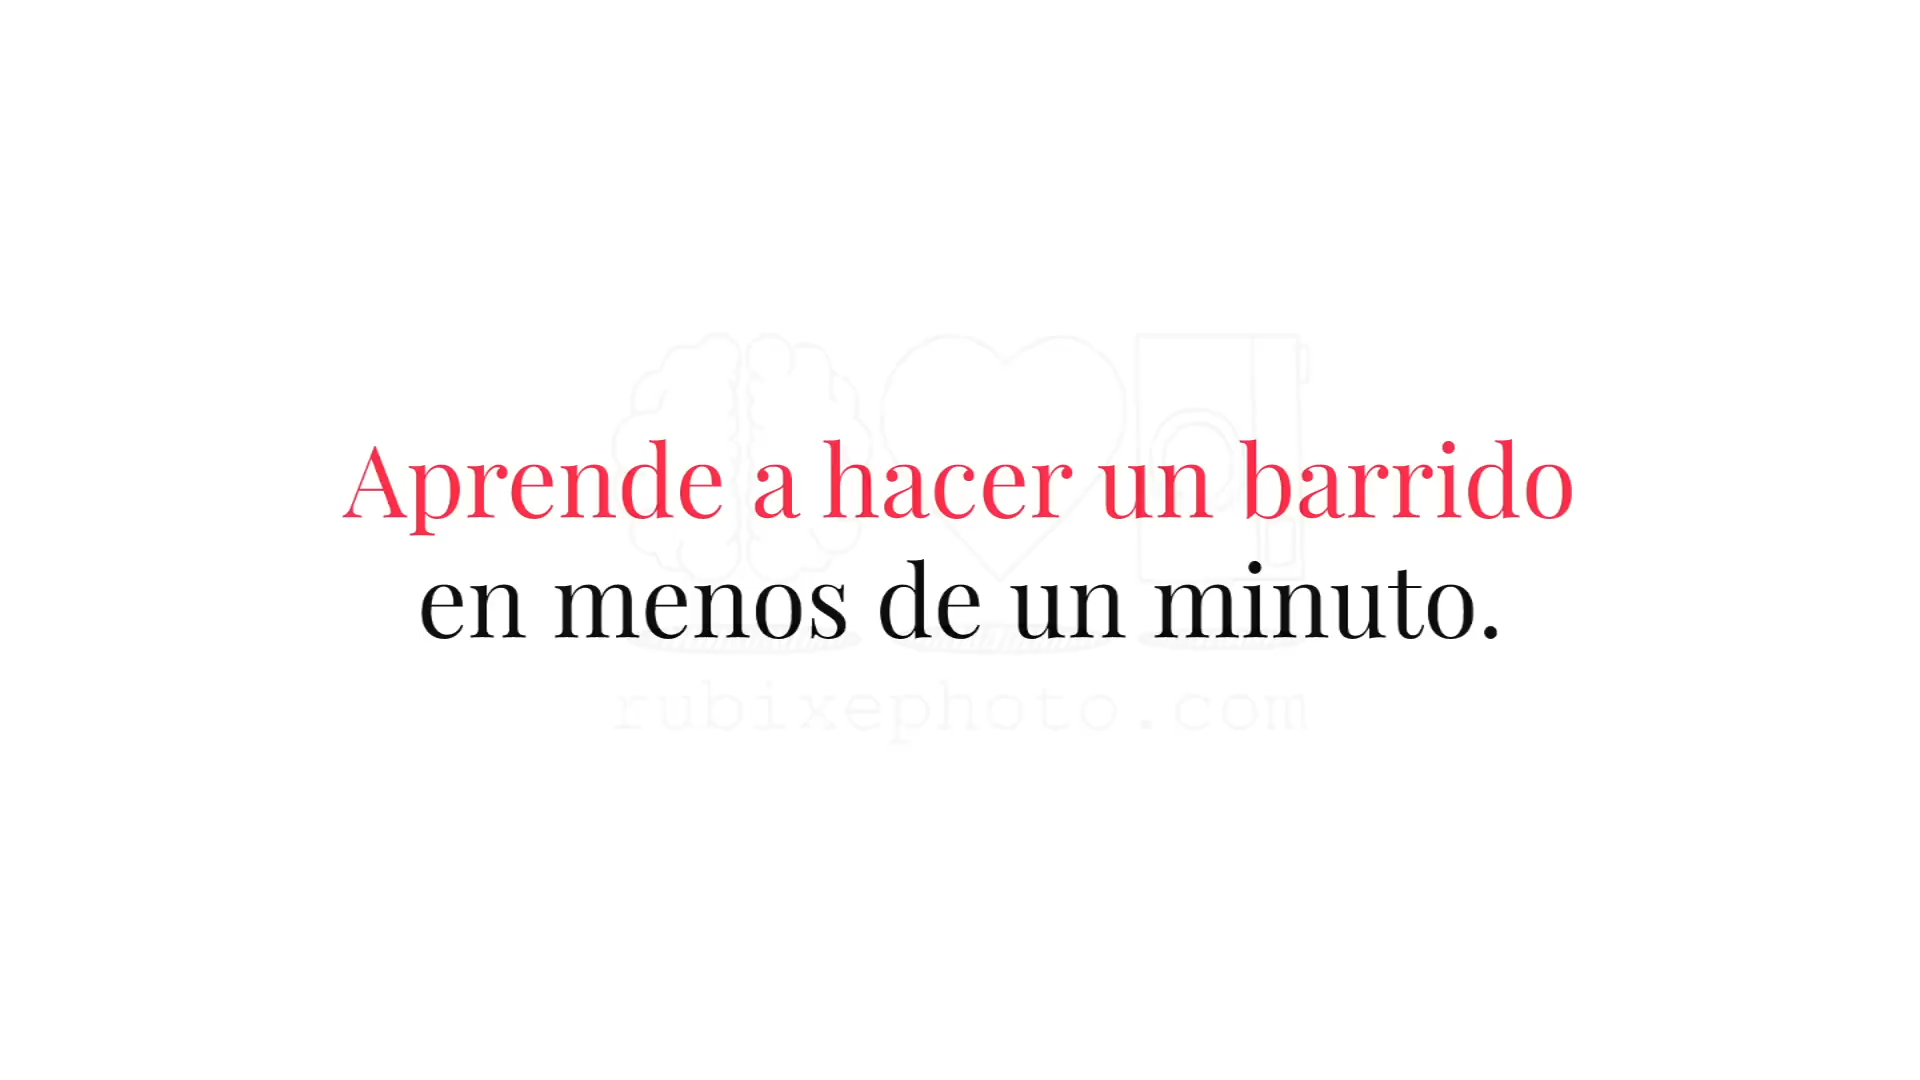 Aprende a hacer un barrido
en menos de un minuto.
rubixephoto.com